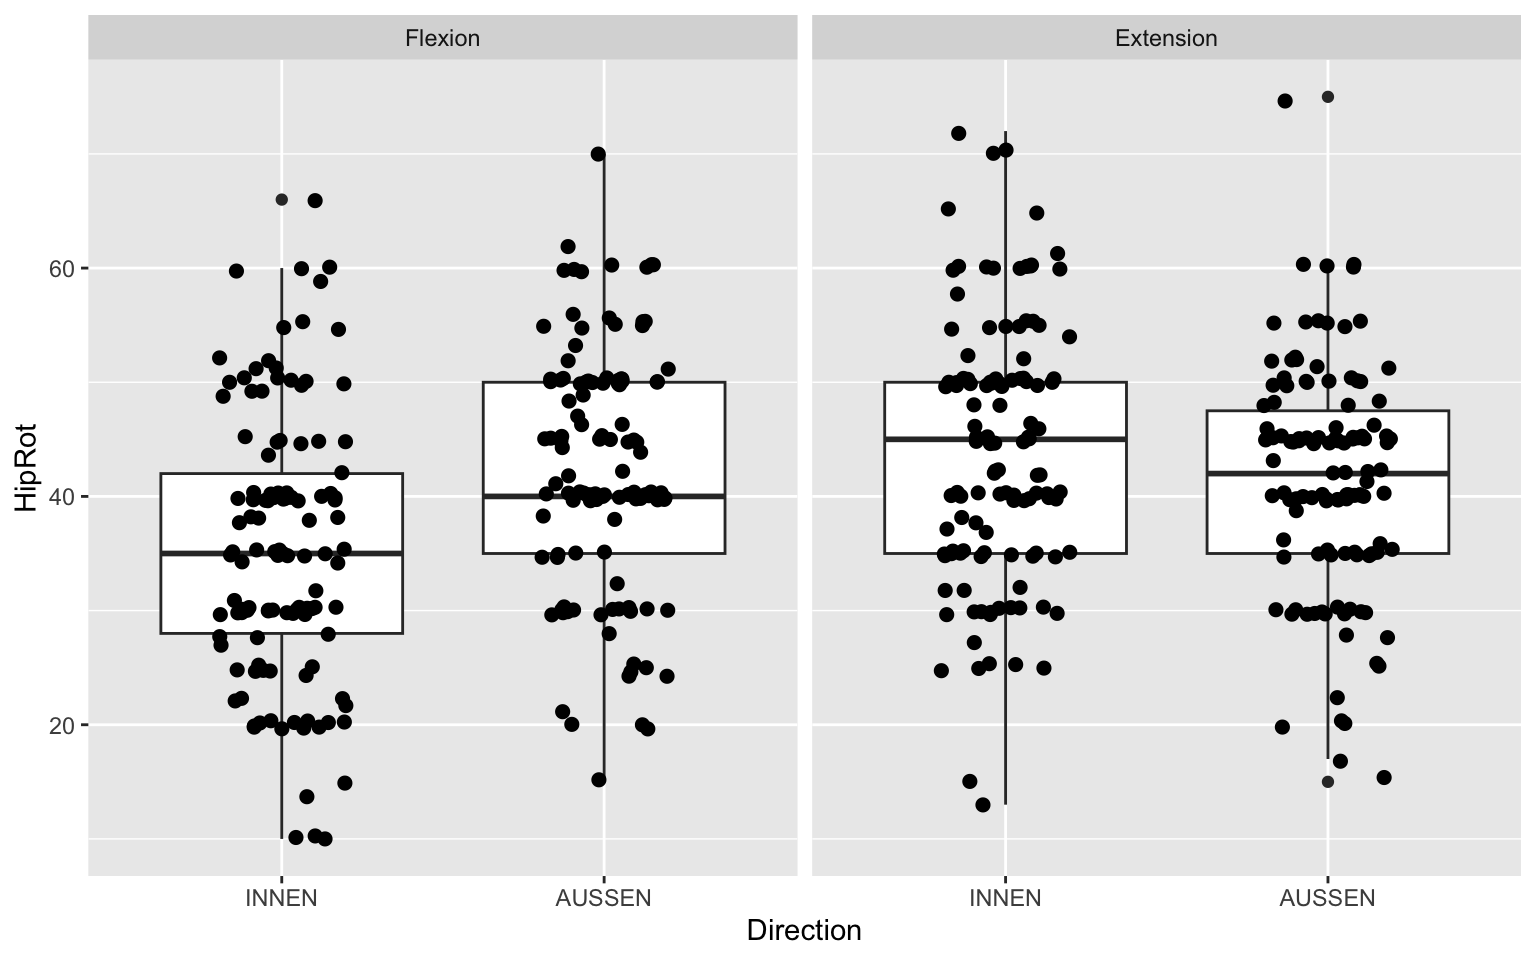 Flexion
Extension
HipRot
60
40
20
INNEN
AUSSEN
INNEN
AUSSEN
Direction